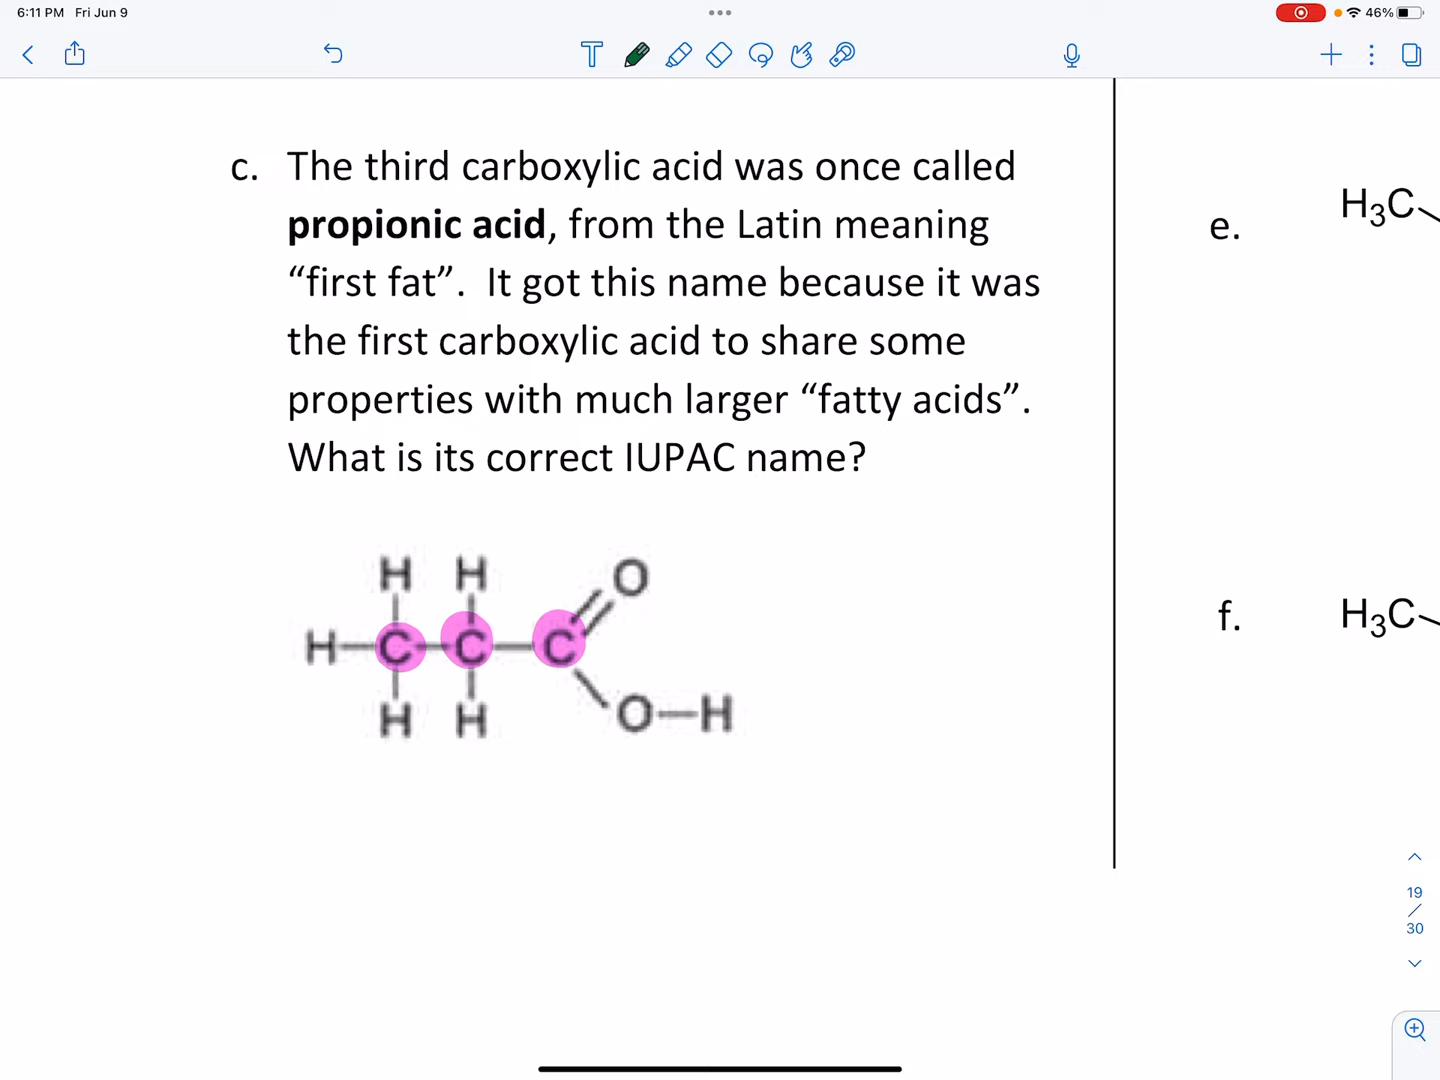 6:11 PM Fri Jun 9
46%
c. The third carboxylic acid was once called
propionic acid, from the Latin meaning
“first fat”. It got this name because it was
the first carboxylic acid to share some
properties with much larger “fatty acids”.
What is its correct IUPAC name?
H H O
H C C C
H H O H
e. H₃C
f. H₃C
19
/
30